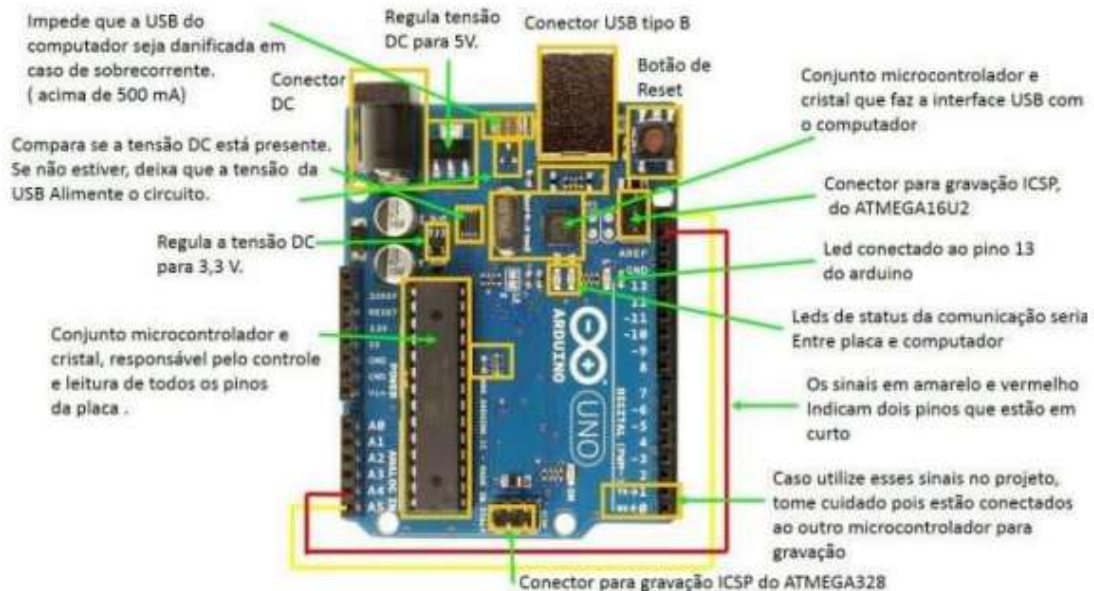 Impede que a USB do
computador seja danificada em
caso de sobrecorrente.
( acima de 500 mA)
Regula tensão
DC para 5V.
Conector USB tipo B
Conector
DC
Botão de
Reset
Conjunto microcontrolador e
cristal que faz a interface USB com
o computador
Compara se a tensão DC está presente.
Se não estiver, deixa que a tensão da
USB Alimente o circuito.
Conector para gravação ICSP,
do ATMEGA16U2
Regula a tensão DC
para 3,3 V.
Led conectado ao pino 13
do arduino
Leds de status da comunicação seria
Entre placa e computador
Conjunto microcontrolador e
cristal, responsável pelo controle
e leitura de todos os pinos
da placa .
Os sinais em amarelo e vermelho
Indicam dois pinos que estão em
curto
Caso utilize esses sinais no projeto,
tome cuidado pois estão conectados
ao outro microcontrolador para
gravação
Conector para gravação ICSP do ATMEGA328
AREF
GND
13
12
~11
~10
~9
8
7
~6
~5
4
~3
2
ARDUINO
UNO
RESET
GND
GND
Vin
POWER
A0
A1
A2
A3
A4
A5